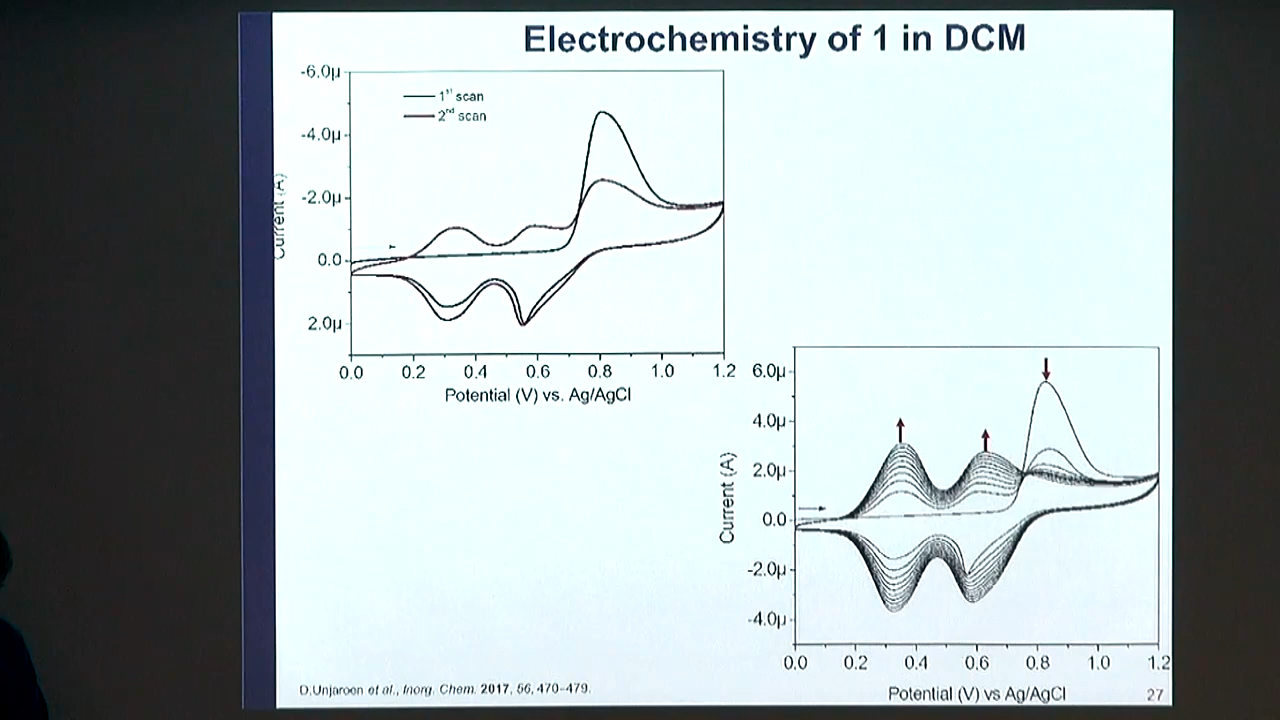 Electrochemistry of 1 in DCM
-6.0µ
-4.0µ
-2.0µ
0.0
2.0µ
Current (A)
1st scan
2nd scan
0.0 0.2 0.4 0.6 0.8 1.0 1.2
Potential (V) vs. Ag/AgCl
6.0µ
4.0µ
2.0µ
0.0
-2.0µ
-4.0µ
Current (A)
0.0 0.2 0.4 0.6 0.8 1.0 1.2
Potential (V) vs Ag/AgCl
D.Unjaroen et al., Inorg. Chem. 2017, 56, 470–479.
27